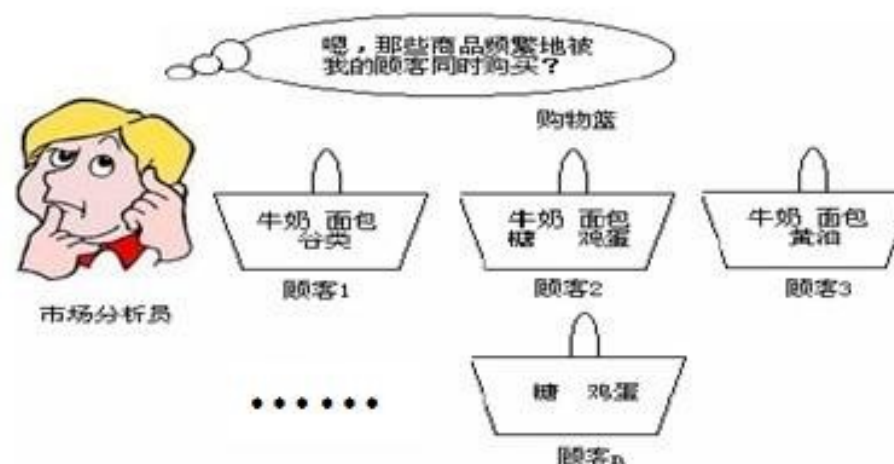 嗯，那些商品频繁地被
我的顾客同时购买？
购物篮
牛奶 面包
谷类
牛奶 面包
糖 鸡蛋
牛奶 面包
黄油
顾客1
顾客2
顾客3
市场分析员
......
糖 鸡蛋
顾客n